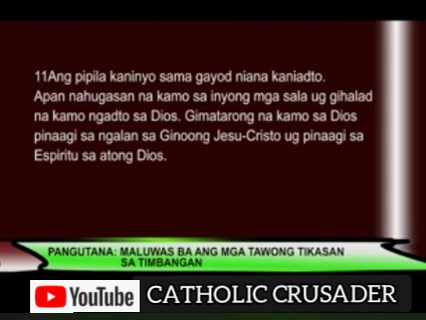 11Ang pipila kaninyo sama gayod niana kaniadto.
Apan nahugasan na kamo sa inyong mga sala ug gihalad
na kamo ngadto sa Dios. Gimatarong na kamo sa Dios
pinaagi sa ngalan sa Ginoong Jesu-Cristo ug pinaagi sa
Espiritu sa atong Dios.
PANGUTANA: MALUWAS BA ANG MGA TAWONG TIKASAN
SA TIMBANGAN
YouTube CATHOLIC CRUSADER